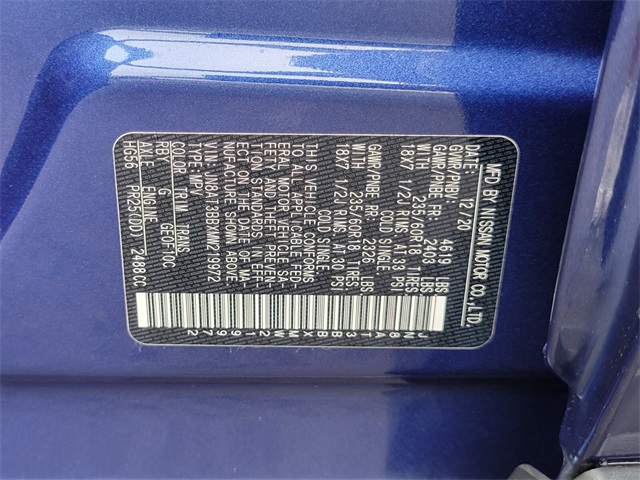 MFD BY NISSAN MOTOR CO.,LTD.
DATE: 12/20
GVWR/PNBV: 4619 LBS:
GAWR/PNBE FR: 2403 LBS:
WITH 235/60R18 TIRES
18X7 1/2J RIMS AT 33 PSI:
COLD SINGLE
GAWR/PNBE RR: 2326 LBS:
WITH 235/60R18 TIRES
18X7 1/2J RIMS AT 30 PSI:
COLD SINGLE
THIS VEHICLE CONFORMS
TO ALL APPLICABLE FED-
ERAL MOTOR VEHICLE SA-
FETY AND THEFT PREVEN-
TION STANDARDS IN EFF-
ECT ON THE DATE OF MA-
NUFACTURE SHOWN ABOVE.
VIN: JN8AT3BBXMW219972
TYPE: MPV
COLOR TRIM TRANS
RBY G GE0F10C
AXLE ENGINE
HG56 PR25(DD) 2488CC
JN8AT3BBXMW219972